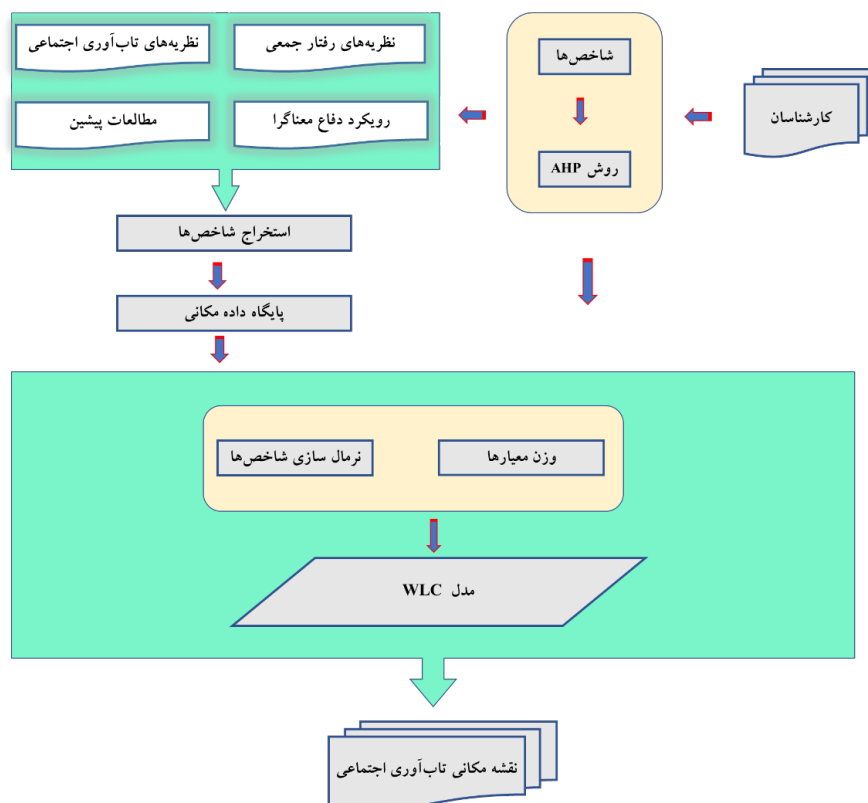 شاخص‌ها
نظریه‌های رفتار جمعی
نظریه‌های تاب‌آوری اجتماعی
کارشناسان
رویکرد دفاع معناگرا
مطالعات پیشین
روش AHP
استخراج شاخص‌ها
پایگاه داده مکانی
وزن معیارها
نرمال سازی شاخص‌ها
مدل WLC
نقشه مکانی تاب‌آوری اجتماعی